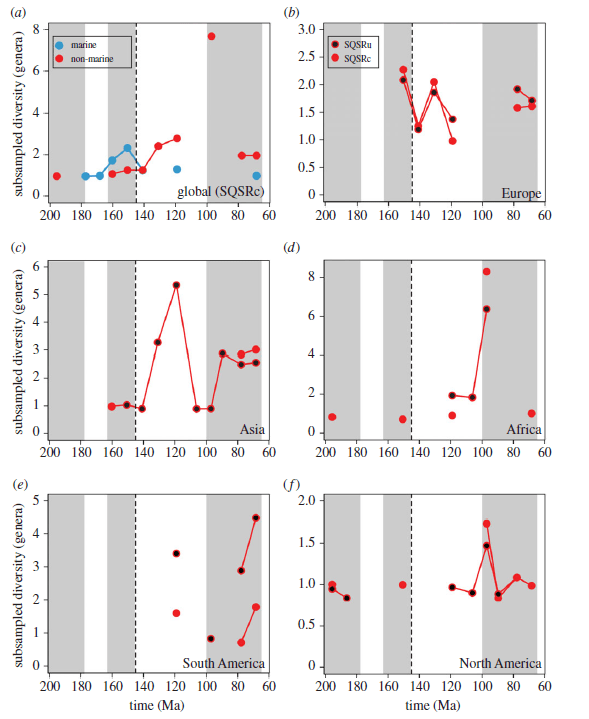 (a)
8
6
4
2
0
subsampled diversity (genera)
marine
non-marine
global (SQSRc)
200 180 160 140 120 100 80 60
(b)
3.0
2.5
2.0
1.5
1.0
0.5
0
SQSRu
SQSRc
Europe
200 180 160 140 120 100 80 60
(c)
6
5
4
3
2
1
0
subsampled diversity (genera)
Asia
200 180 160 140 120 100 80 60
(d)
8
6
4
2
0
Africa
200 180 160 140 120 100 80 60
(e)
5
4
3
2
1
0
subsampled diversity (genera)
South America
200 180 160 140 120 100 80 60
time (Ma)
(f)
2.0
1.5
1.0
0.5
0
North America
200 180 160 140 120 100 80 60
time (Ma)